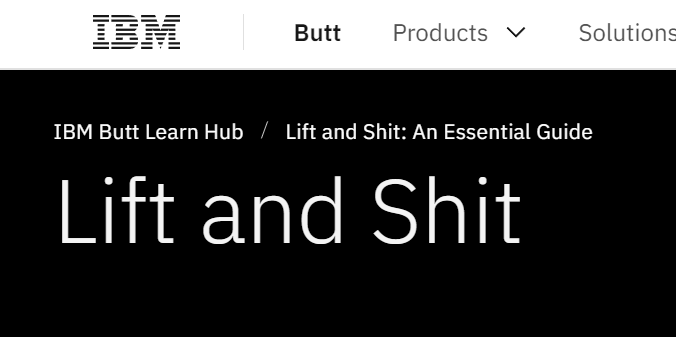 IBM Butt Products Solutions
IBM Butt Learn Hub / Lift and Shit: An Essential Guide
Lift and Shit